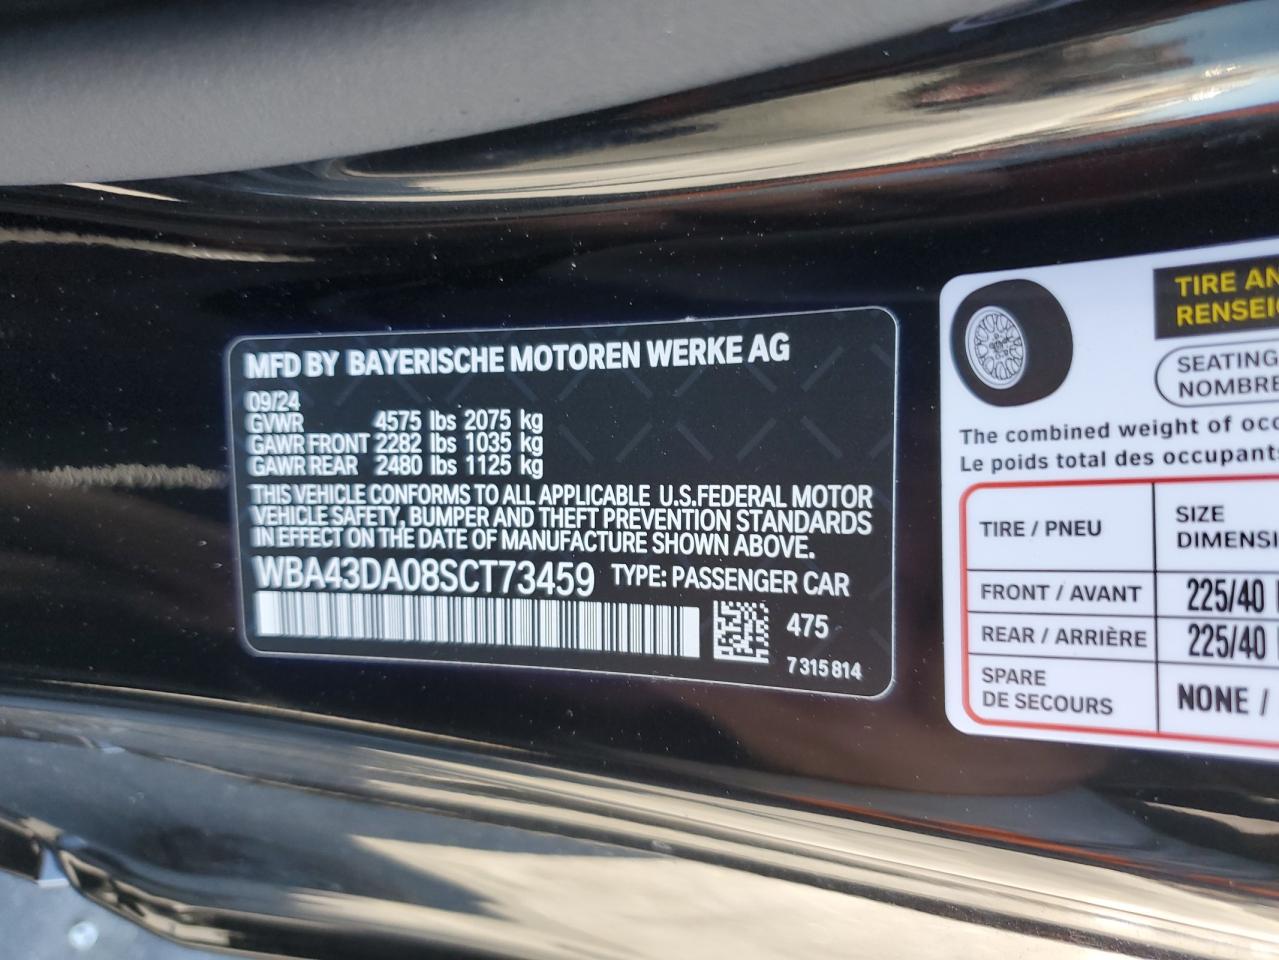 MFD BY BAYERISCHE MOTOREN WERKE AG
09/24
GVWR 4575 lbs 2075 kg
GAWR FRONT 2282 lbs 1035 kg
GAWR REAR 2480 lbs 1125 kg
THIS VEHICLE CONFORMS TO ALL APPLICABLE U.S.FEDERAL MOTOR
VEHICLE SAFETY, BUMPER AND THEFT PREVENTION STANDARDS
IN EFFECT ON THE DATE OF MANUFACTURE SHOWN ABOVE.
WBA43DA08SCT73459 TYPE: PASSENGER CAR
475
7 315 814
TIRE AN
RENSEIG
SEATING
NOMBRE
The combined weight of occ
Le poids total des occupants
TIRE / PNEU
SIZE
DIMENSI
FRONT / AVANT 225/40
REAR / ARRIÈRE 225/40
SPARE
DE SECOURS
NONE /